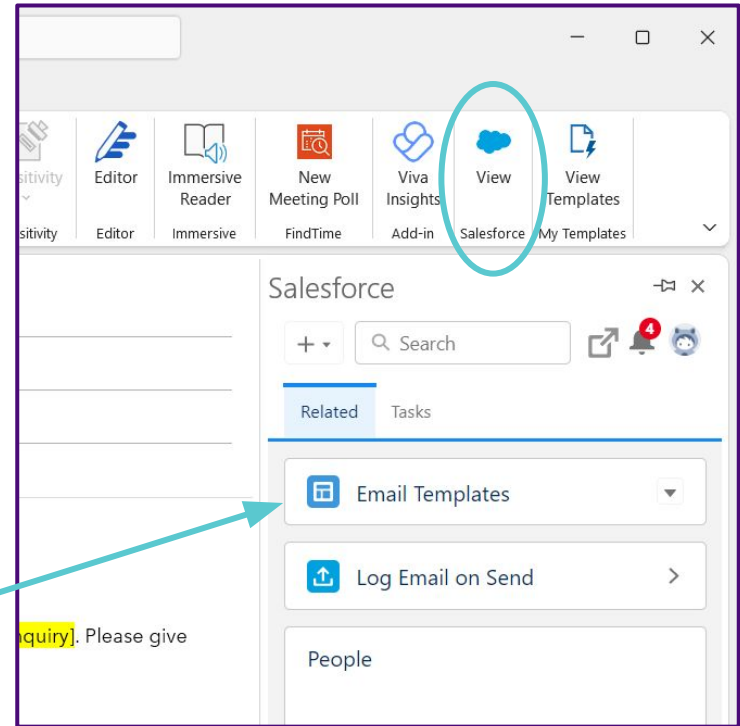 sitivity
Editor
Immersive
Reader
New
Meeting Poll
Viva
Insights
View
View
Templates
sitivity
Editor
Immersive
FindTime
Add-in
Salesforce
My Templates
Salesforce
Search
4
Related
Tasks
Email Templates
Log Email on Send
nquiry]. Please give
People